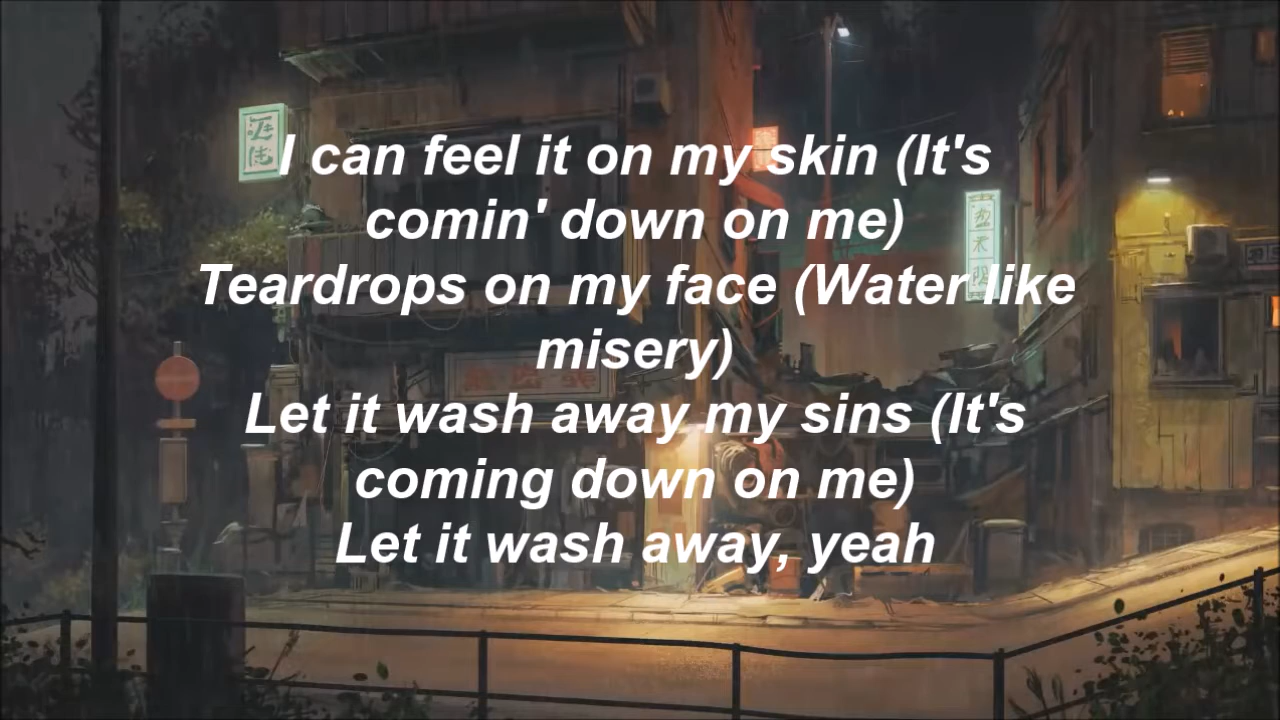 I can feel it on my skin (It's
comin' down on me)
Teardrops on my face (Water like
misery)
Let it wash away my sins (It's
coming down on me)
Let it wash away, yeah